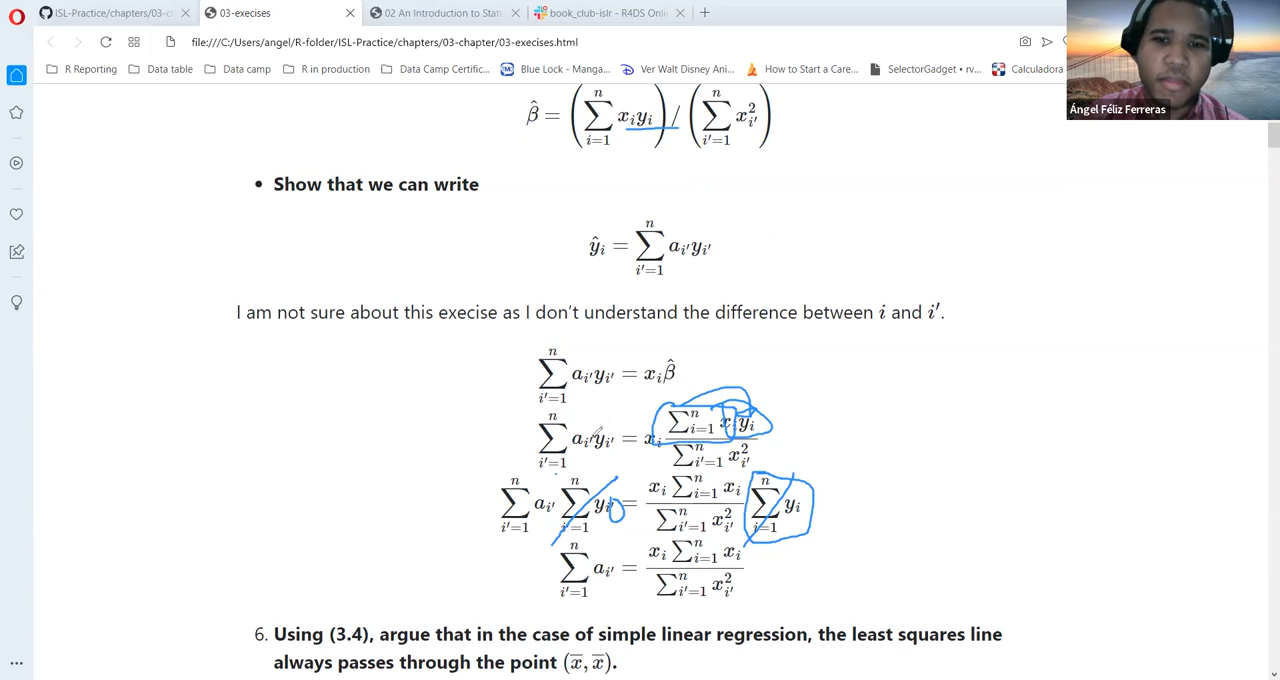 ISL-Practice/chapters/03-c
03-execises
02 An Introduction to Stat
book_club-islr - R4DS Onli
file:///C:/Users/angel/R-folder/ISL-Practice/chapters/03-chapter/03-execises.html
R Reporting
Data table
Data camp
R in production
Data Camp Certific...
Blue Lock - Manga...
Ver Walt Disney Ani...
How to Start a Care...
SelectorGadget • rv...
Calculadora
Ángel Féliz Ferreras
β̂ = (∑_{i=1}^{n} x_i y_i) / (∑_{i'=1}^{n} x_{i'}^2)
• Show that we can write
ŷ_i = ∑_{i'=1}^{n} a_{i'} y_{i'}
I am not sure about this execise as I don't understand the difference between i and i′.
∑_{i'=1}^{n} a_{i'} y_{i'} = x_i β̂
∑_{i'=1}^{n} a_{i'} y_{i'} = x_i ∑_{i=1}^{n} x_i y_i / ∑_{i'=1}^{n} x_{i'}^2
∑_{i'=1}^{n} a_{i'} ∑_{i=1}^{n} y_i = x_i ∑_{i=1}^{n} x_i / ∑_{i'=1}^{n} x_{i'}^2 ∑_{i=1}^{n} y_i
∑_{i'=1}^{n} a_{i'} = x_i ∑_{i=1}^{n} x_i / ∑_{i'=1}^{n} x_{i'}^2
6. Using (3.4), argue that in the case of simple linear regression, the least squares line
always passes through the point (x̅, x̅).